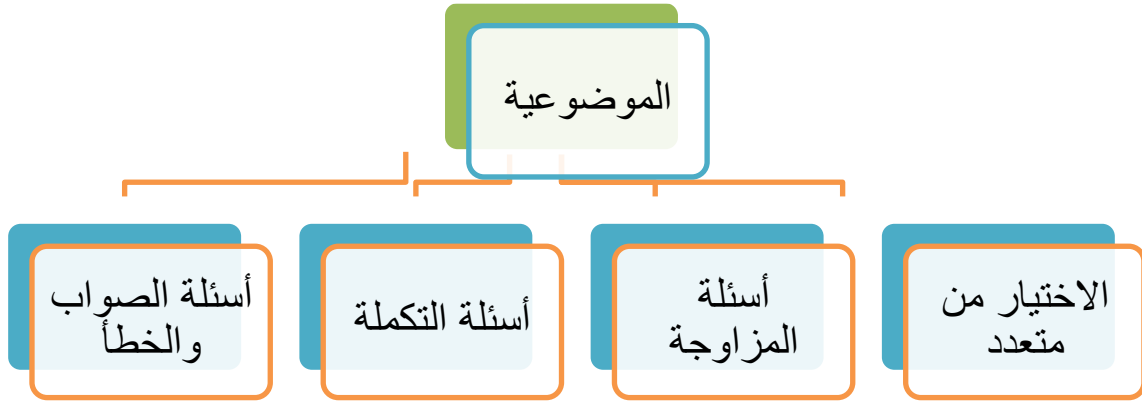 الموضوعية
الاختيار من
متعدد
أسئلة
المزاوجة
أسئلة التكملة
أسئلة الصواب
والخطأ